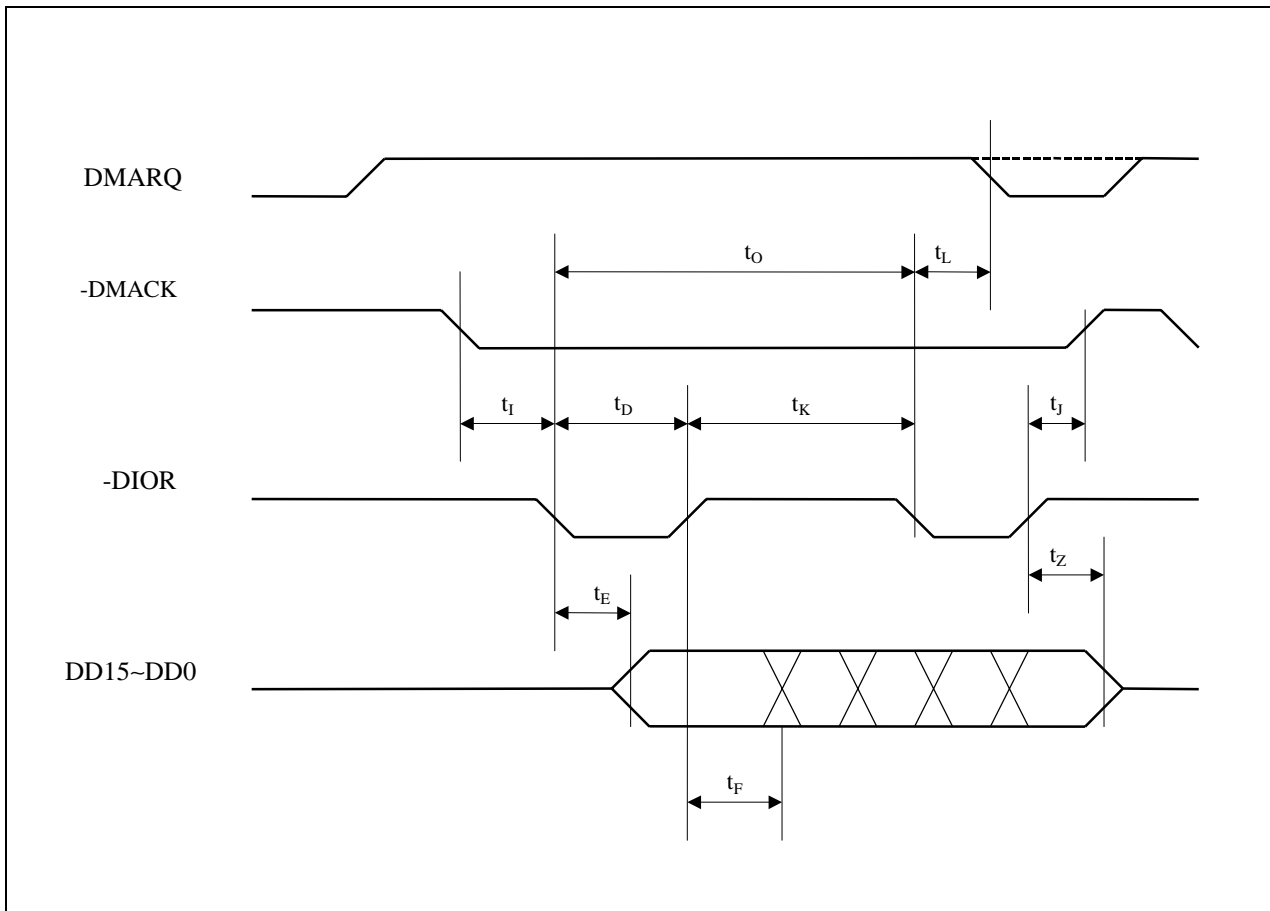 DMARQ
tO tL
-DMACK
tI tD tK tJ
-DIOR
tZ
tE
DD15~DD0
tF